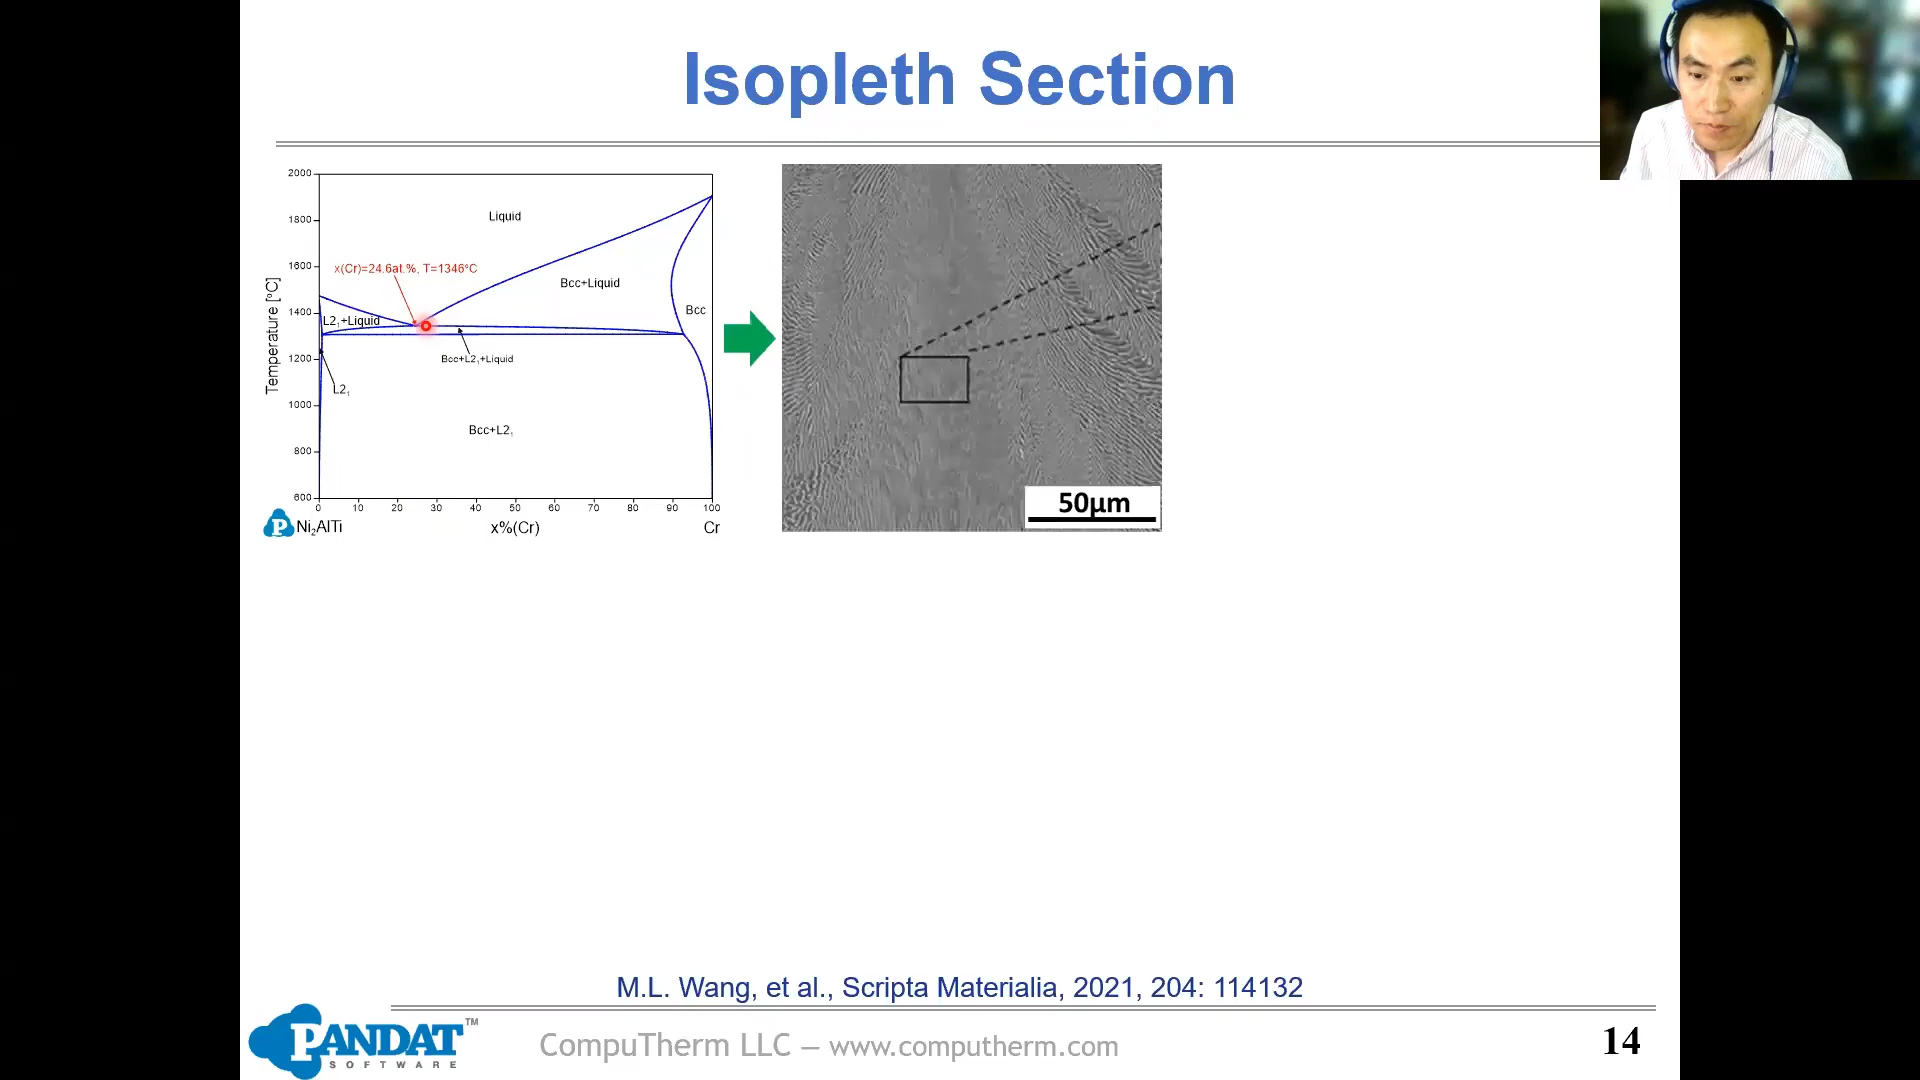 Isopleth Section
2000
1800
1600
1400
1200
1000
800
600
Temperature [°C]
Liquid
x(Cr)=24.6at.%, T=1346°C
Bcc+Liquid
L2₁+Liquid
Bcc
Bcc+L2₁+Liquid
L2₁
Bcc+L2₁
0 10 20 30 40 50 60 70 80 90 100
P Ni₂AlTi x%(Cr) Cr
50μm
M.L. Wang, et al., Scripta Materialia, 2021, 204: 114132
PANDAT™
SOFTWARE
CompuTherm LLC – www.computherm.com
14